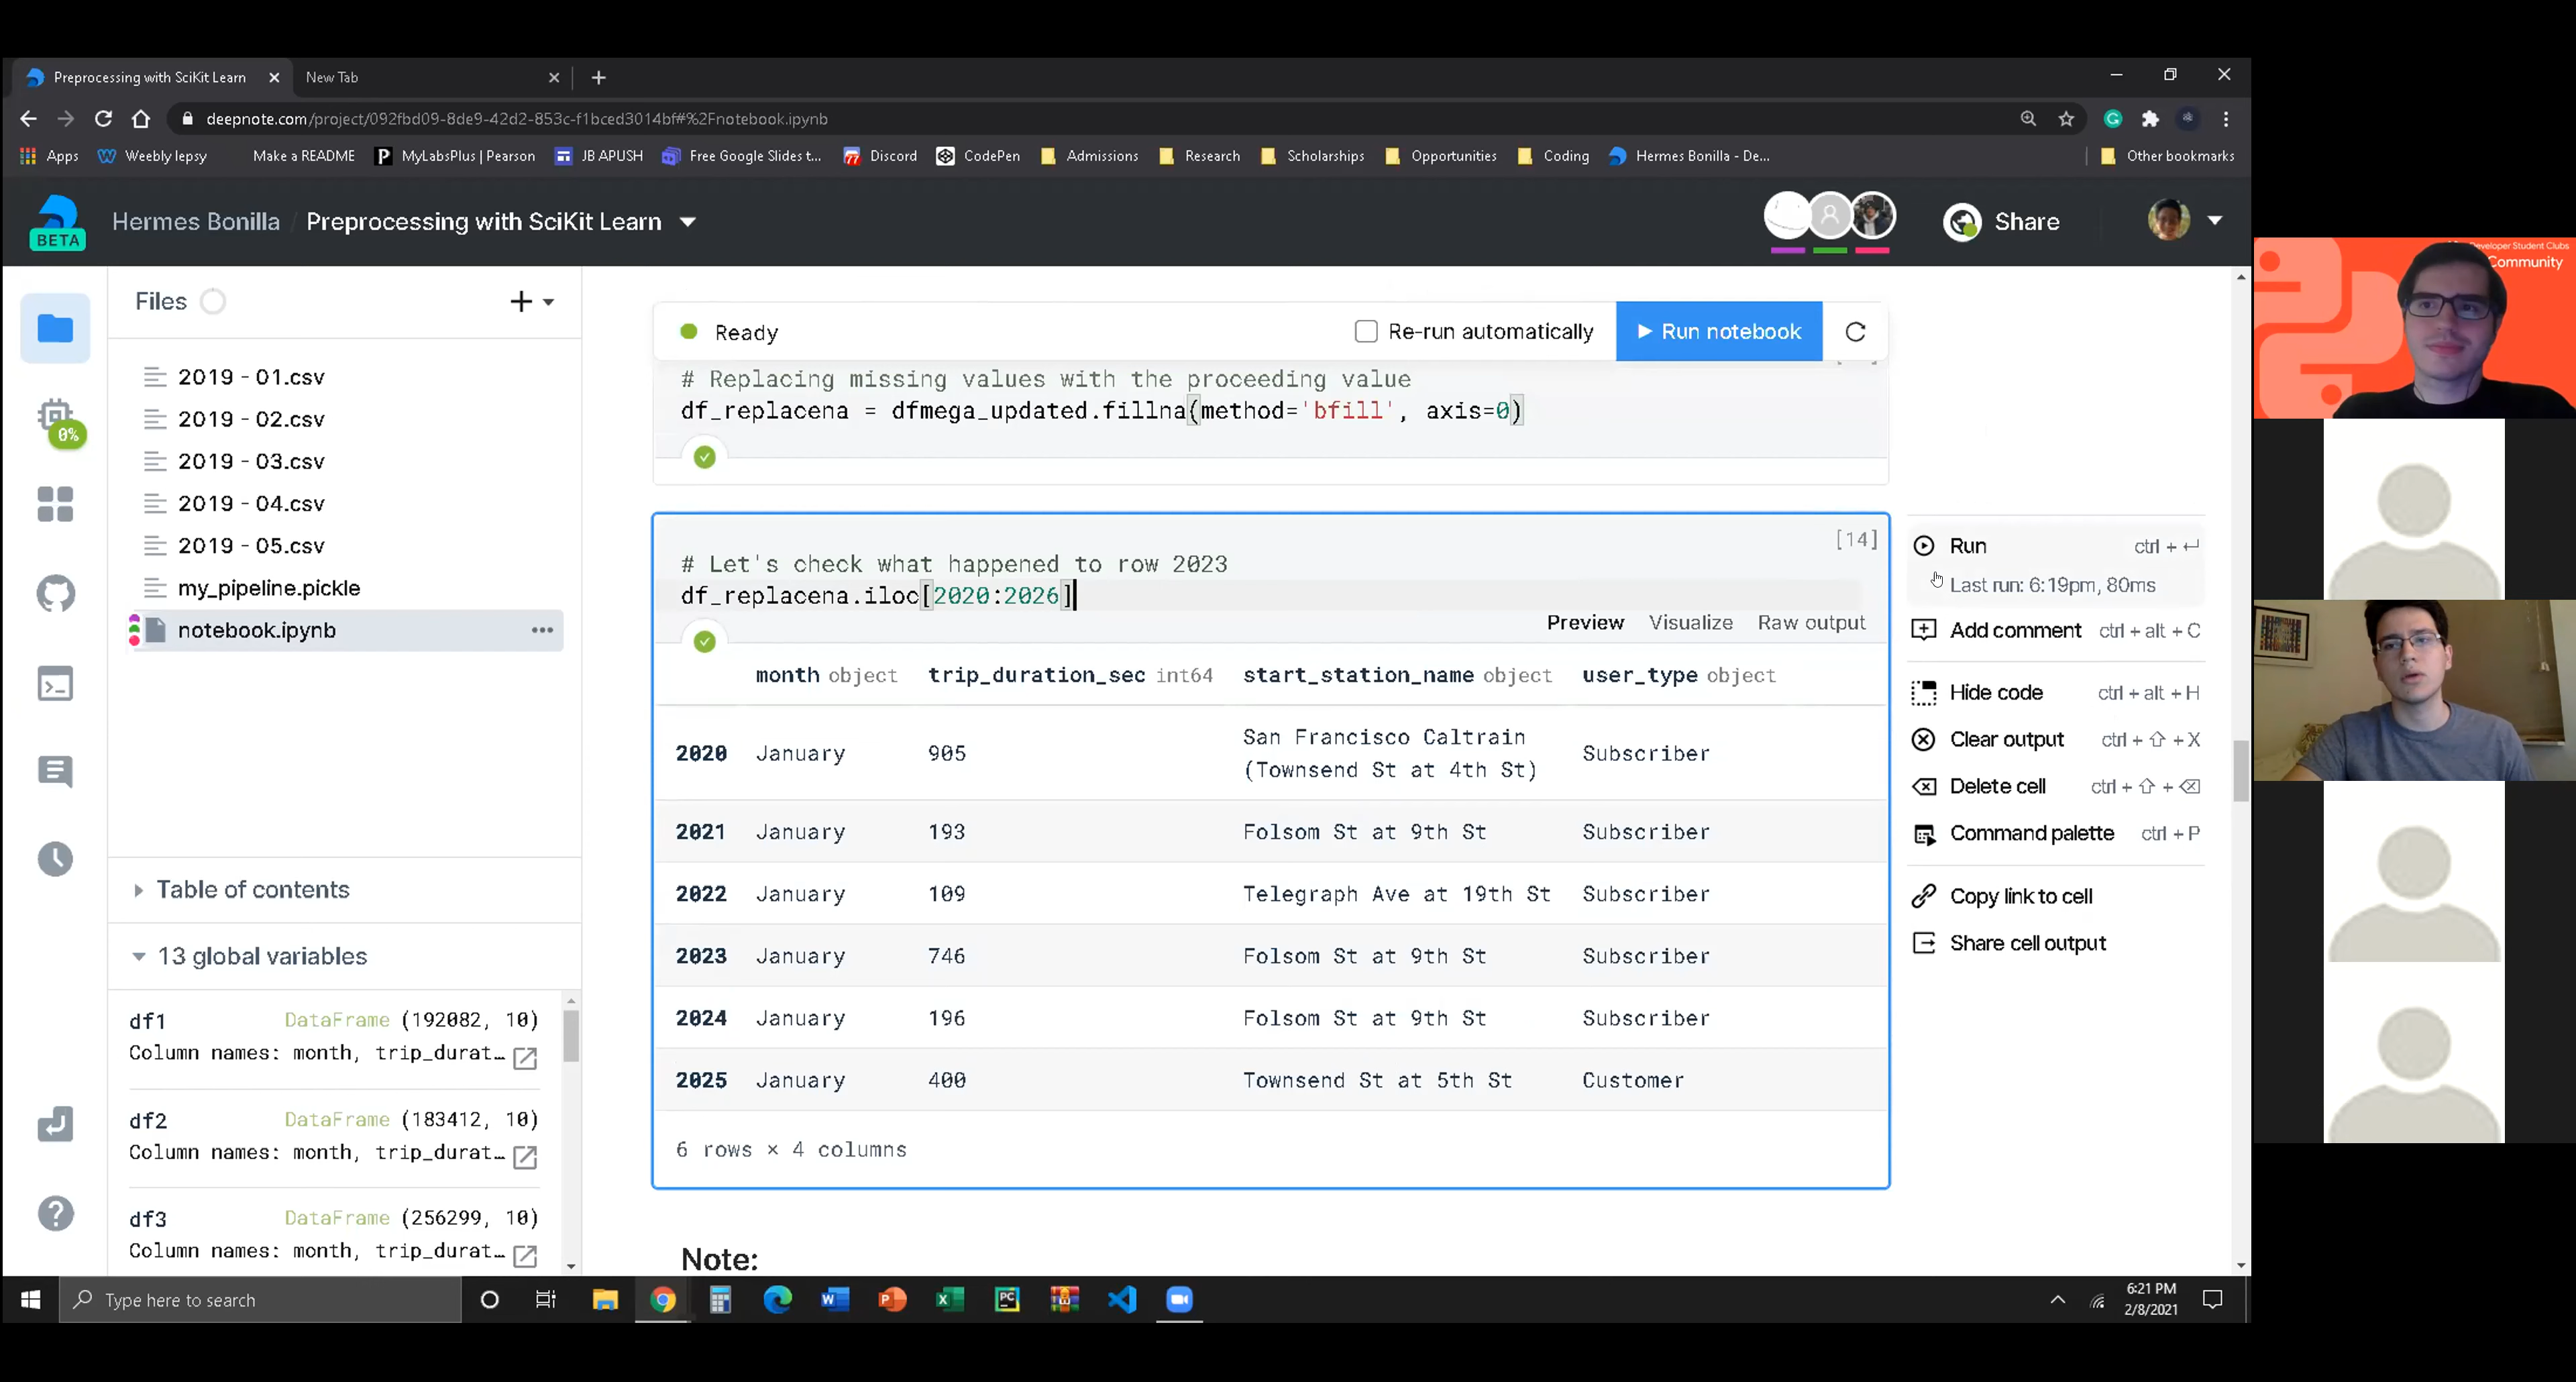 Preprocessing with SciKit Learn
New Tab
deepnote.com/project/092fbd09-8de9-42d2-853c-f1bced3014bf#%2Fnotebook.ipynb
Apps Weebly lepsy Make a README MyLabsPlus | Pearson JB APUSH Free Google Slides t... Discord CodePen Admissions Research Scholarships Opportunities Coding Hermes Bonilla - De... Other bookmarks
BETA
Hermes Bonilla / Preprocessing with SciKit Learn
Share
Developer Student Clubs
Community
Files
2019 - 01.csv
2019 - 02.csv
2019 - 03.csv
2019 - 04.csv
2019 - 05.csv
my_pipeline.pickle
notebook.ipynb
0%
Table of contents
13 global variables
df1 DataFrame (192082, 10)
Column names: month, trip_durat…
df2 DataFrame (183412, 10)
Column names: month, trip_durat…
df3 DataFrame (256299, 10)
Column names: month, trip_durat…
Ready
Re-run automatically
Run notebook
# Replacing missing values with the proceeding value
df_replacena = dfmega_updated.fillna(method='bfill', axis=0)
[14]
# Let's check what happened to row 2023
df_replacena.iloc[2020:2026]
Preview Visualize Raw output
month object trip_duration_sec int64 start_station_name object user_type object
2020 January 905 San Francisco Caltrain (Townsend St at 4th St) Subscriber
2021 January 193 Folsom St at 9th St Subscriber
2022 January 109 Telegraph Ave at 19th St Subscriber
2023 January 746 Folsom St at 9th St Subscriber
2024 January 196 Folsom St at 9th St Subscriber
2025 January 400 Townsend St at 5th St Customer
6 rows × 4 columns
Note:
Run ctrl + ↵
Last run: 6:19pm, 80ms
Add comment ctrl + alt + C
Hide code ctrl + alt + H
Clear output ctrl + ⇧ + X
Delete cell ctrl + ⇧ + ⌫
Command palette ctrl + P
Copy link to cell
Share cell output
Type here to search
6:21 PM
2/8/2021